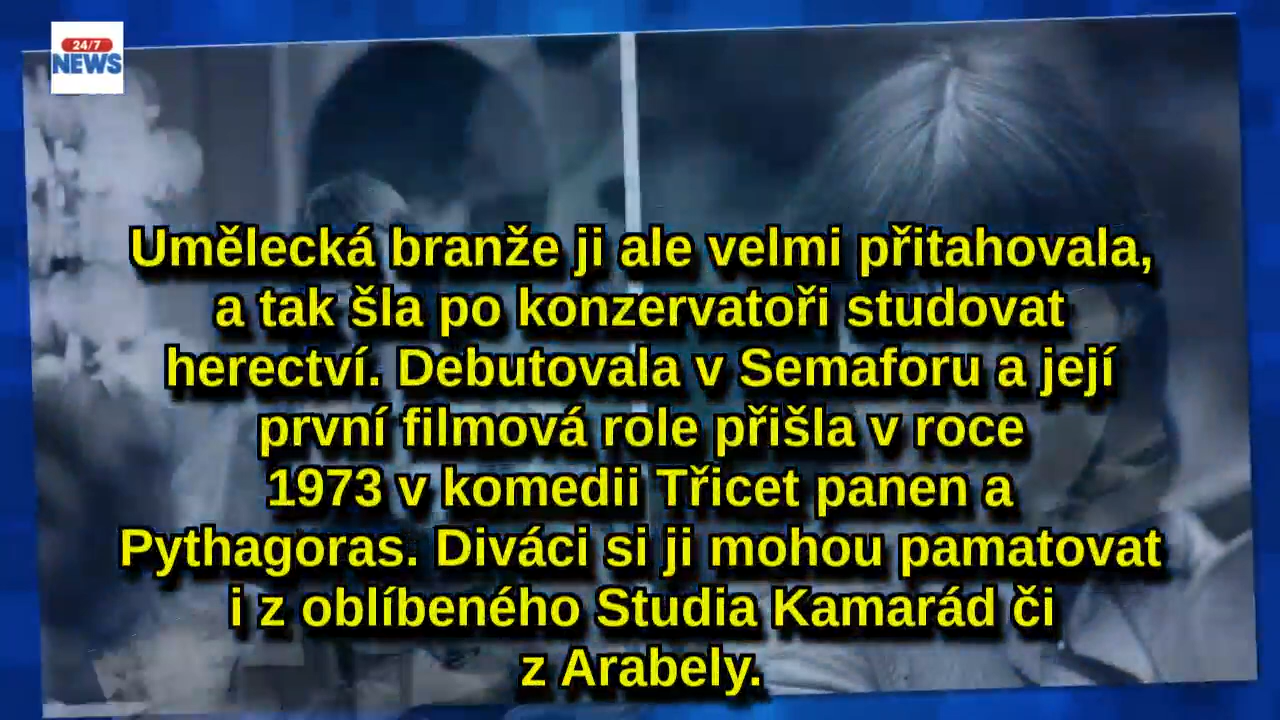 24/7
NEWS
Umělecká branže ji ale velmi přitahovala,
a tak šla po konzervatoři studovat
herectví. Debutovala v Semaforu a její
první filmová role přišla v roce
1973 v komedii Třicet panen a
Pythagoras. Diváci si ji mohou pamatovat
i z oblíbeného Studia Kamarád či
z Arabely.